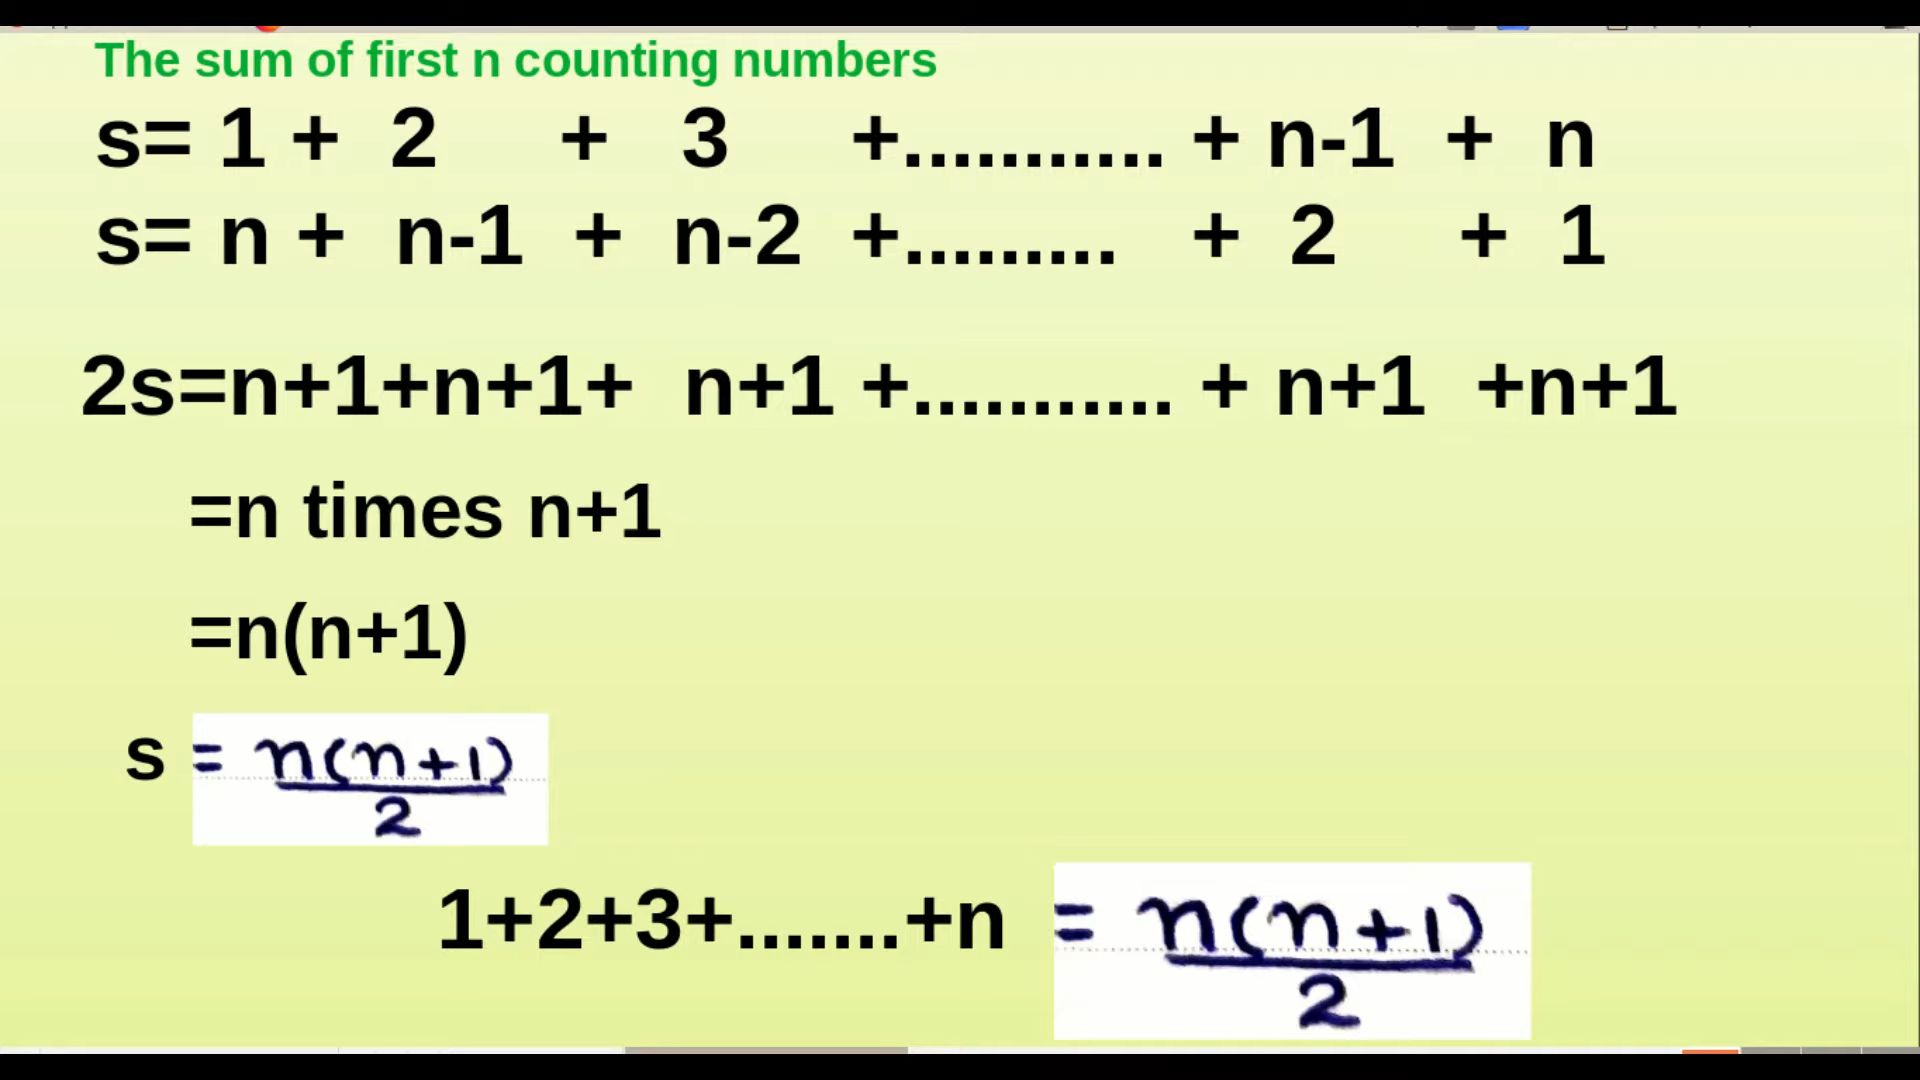 The sum of first n counting numbers
s= 1 + 2 + 3 +........... + n-1 + n
s= n + n-1 + n-2 +......... + 2 + 1
2s=n+1+n+1+ n+1 +........... + n+1 +n+1
=n times n+1
=n(n+1)
s = n(n+1)
2
1+2+3+.......+n = n(n+1)
2